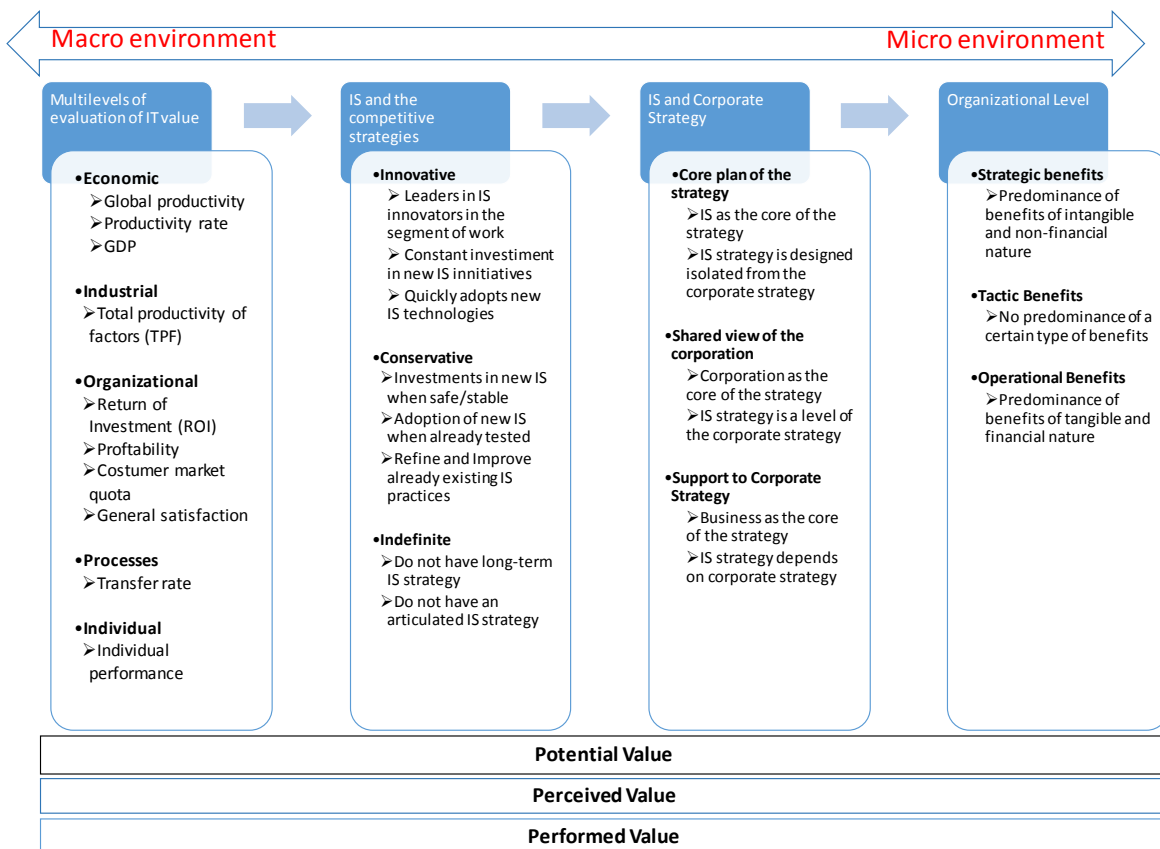 Macro environment
Micro environment
Multilevels of
evaluation of IT value
•Economic
➢Global productivity
➢Productivity rate
➢GDP
•Industrial
➢Total productivity of
factors (TPF)
•Organizational
➢Return of
Investment (ROI)
➢Proftability
➢Costumer market
quota
➢General satisfaction
•Processes
➢Transfer rate
•Individual
➢Individual
performance
IS and the
competitive
strategies
•Innovative
➢ Leaders in IS
innovators in the
segment of work
➢ Constant investiment
in new IS innitiatives
➢ Quickly adopts new
IS technologies
•Conservative
➢Investments in new IS
when safe/stable
➢Adoption of new IS
when already tested
➢Refine and Improve
already existing IS
practices
•Indefinite
➢Do not have long-term
IS strategy
➢Do not have an
articulated IS strategy
IS and Corporate
Strategy
•Core plan of the
strategy
➢IS as the core of the
strategy
➢IS strategy is designed
isolated from the
corporate strategy
•Shared view of the
corporation
➢Corporation as the
core of the strategy
➢IS strategy is a level of
the corporate strategy
•Support to Corporate
Strategy
➢Business as the core
of the strategy
➢IS strategy depends
on corporate strategy
Organizational Level
•Strategic benefits
➢Predominance of
benefits of intangible
and non-financial
nature
•Tactic Benefits
➢No predominance of a
certain type of benefits
•Operational Benefits
➢Predominance of
benefits of tangible and
financial nature
Potential Value
Perceived Value
Performed Value